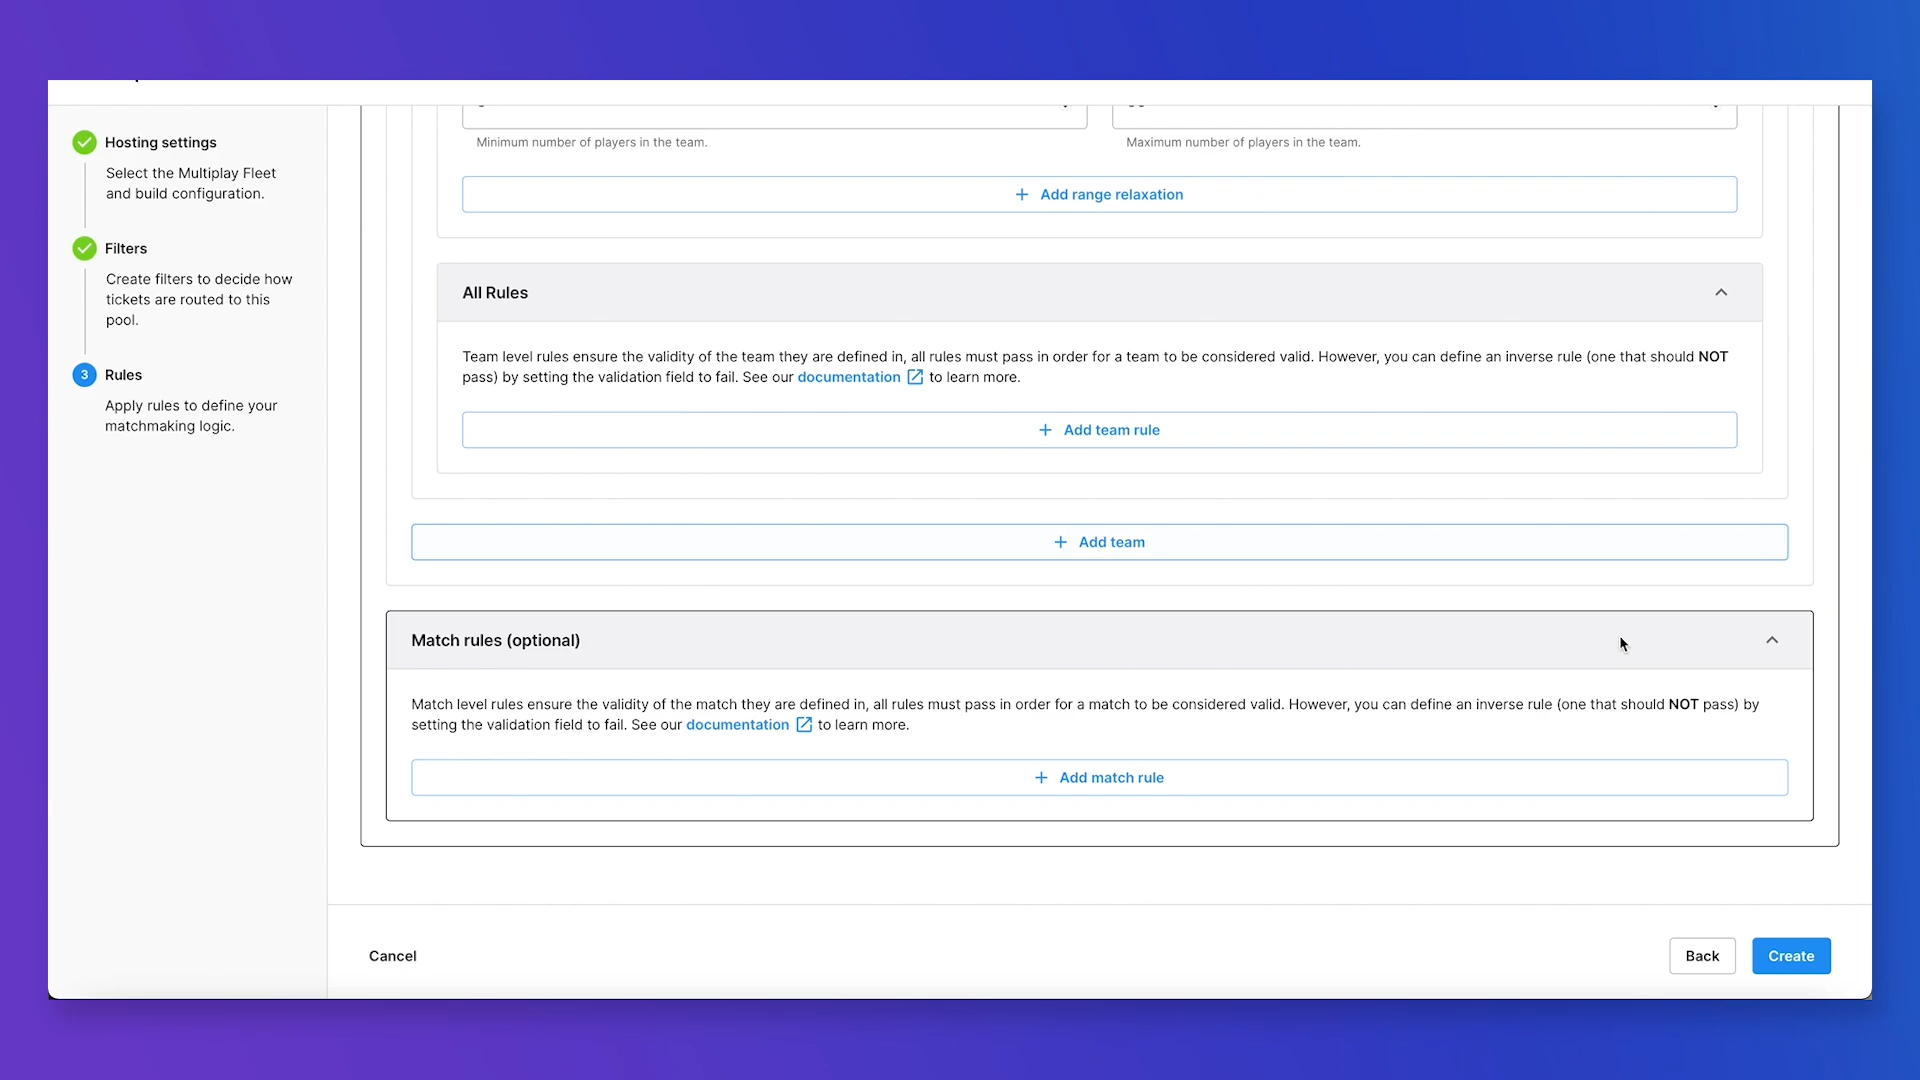 Hosting settings
Select the Multiplay Fleet
and build configuration.
Filters
Create filters to decide how
tickets are routed to this
pool.
3
Rules
Apply rules to define your
matchmaking logic.
Minimum number of players in the team.
Maximum number of players in the team.
+ Add range relaxation
All Rules
Team level rules ensure the validity of the team they are defined in, all rules must pass in order for a team to be considered valid. However, you can define an inverse rule (one that should NOT
pass) by setting the validation field to fail. See our documentation to learn more.
+ Add team rule
+ Add team
Match rules (optional)
Match level rules ensure the validity of the match they are defined in, all rules must pass in order for a match to be considered valid. However, you can define an inverse rule (one that should NOT pass) by
setting the validation field to fail. See our documentation to learn more.
+ Add match rule
Cancel
Back
Create